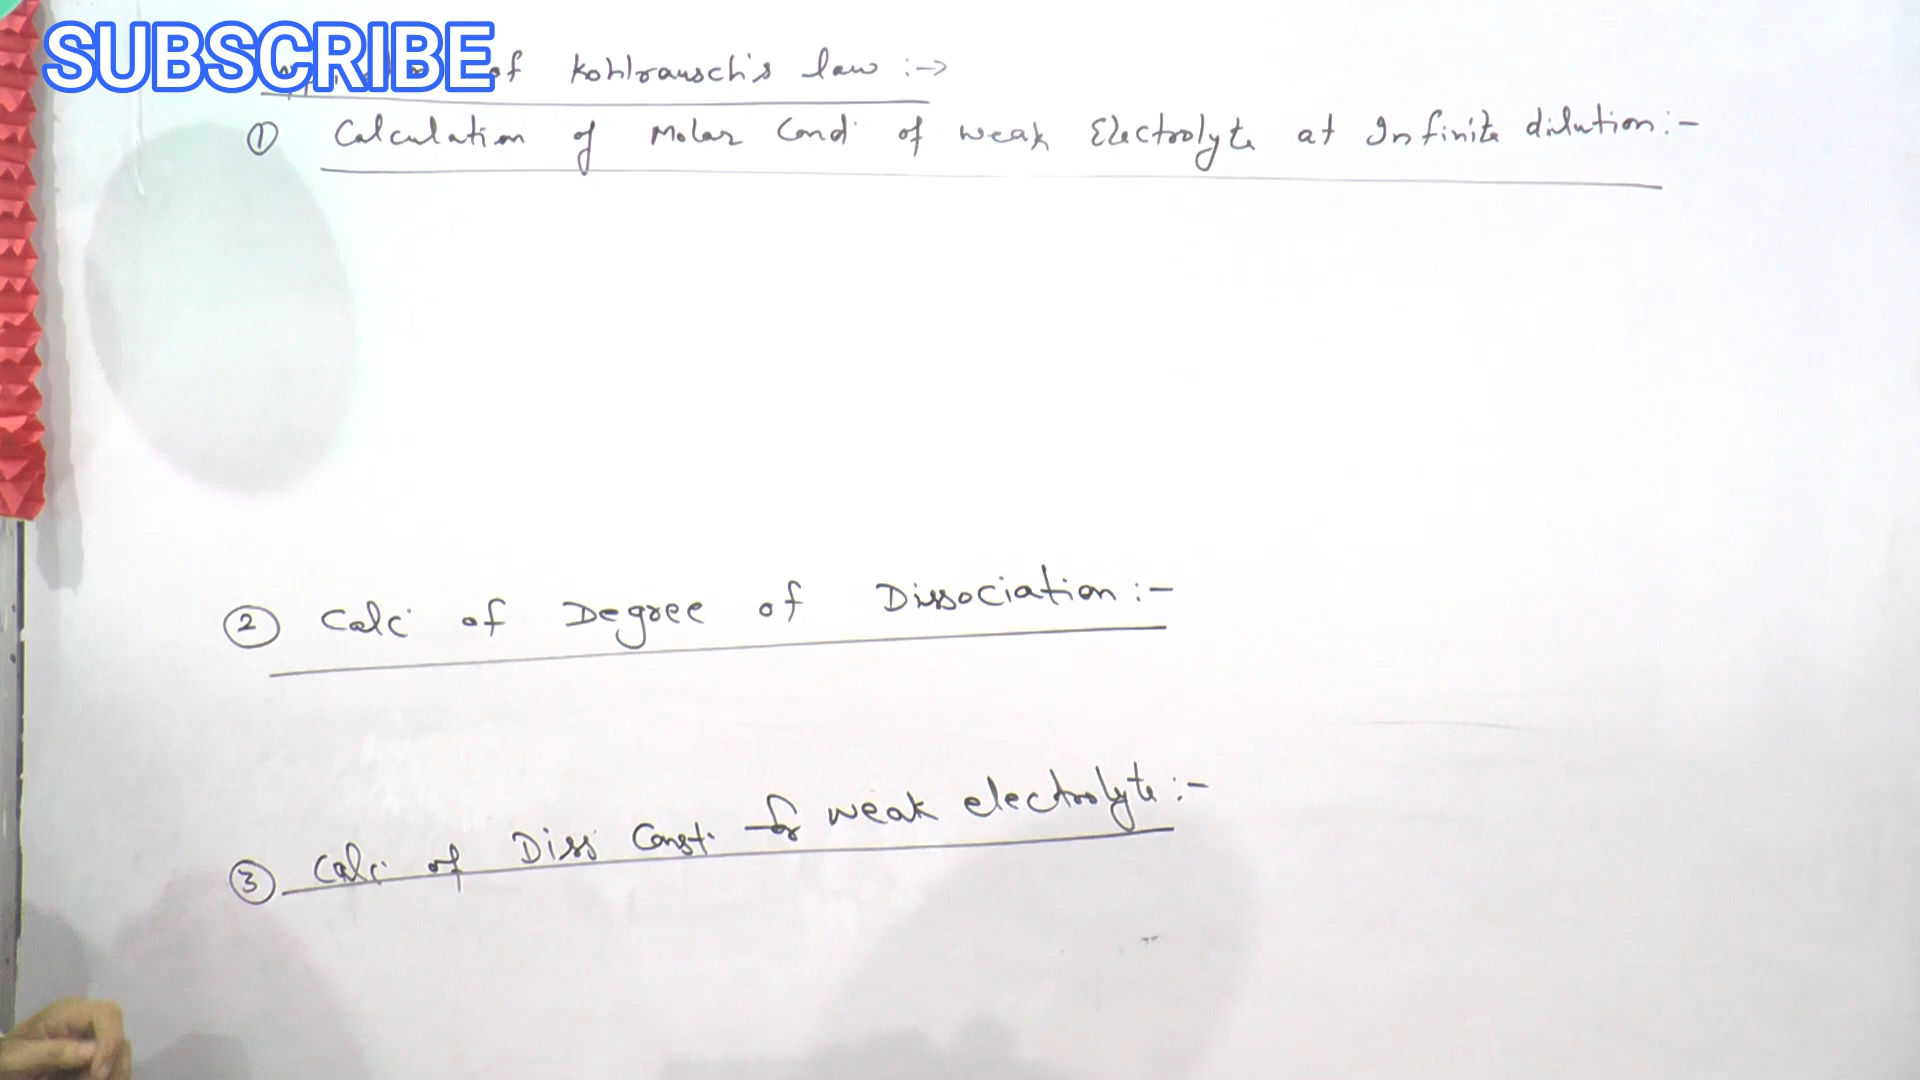 SUBSCRIBE
of Kohlrausch's law :→
① Calculation of Molar Cond. of weak Electrolyte at Infinite dilution:-
② Calc. of Degree of Dissociation:-
③ Calc. of Diss. Const. for weak electrolyte:-